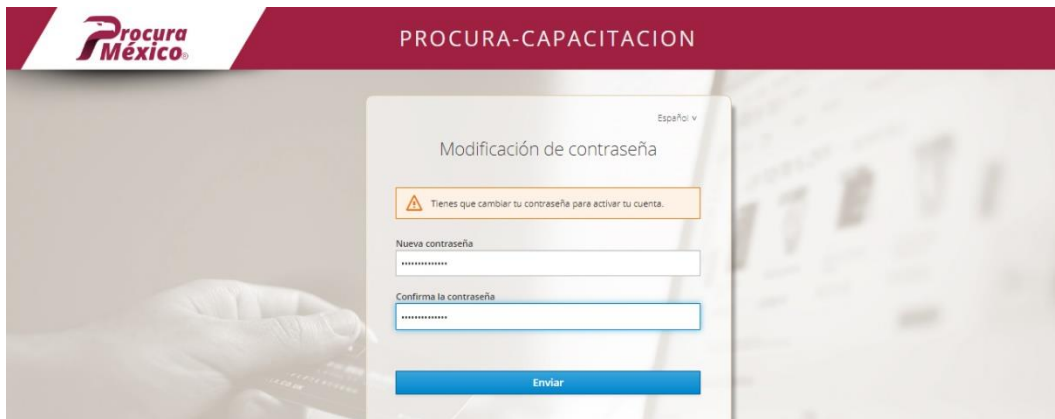 Procura
México®
PROCURA-CAPACITACION
Español
Modificación de contraseña
Tienes que cambiar tu contraseña para activar tu cuenta.
Nueva contraseña
••••••••••••••
Confirma la contraseña
••••••••••••••
Enviar